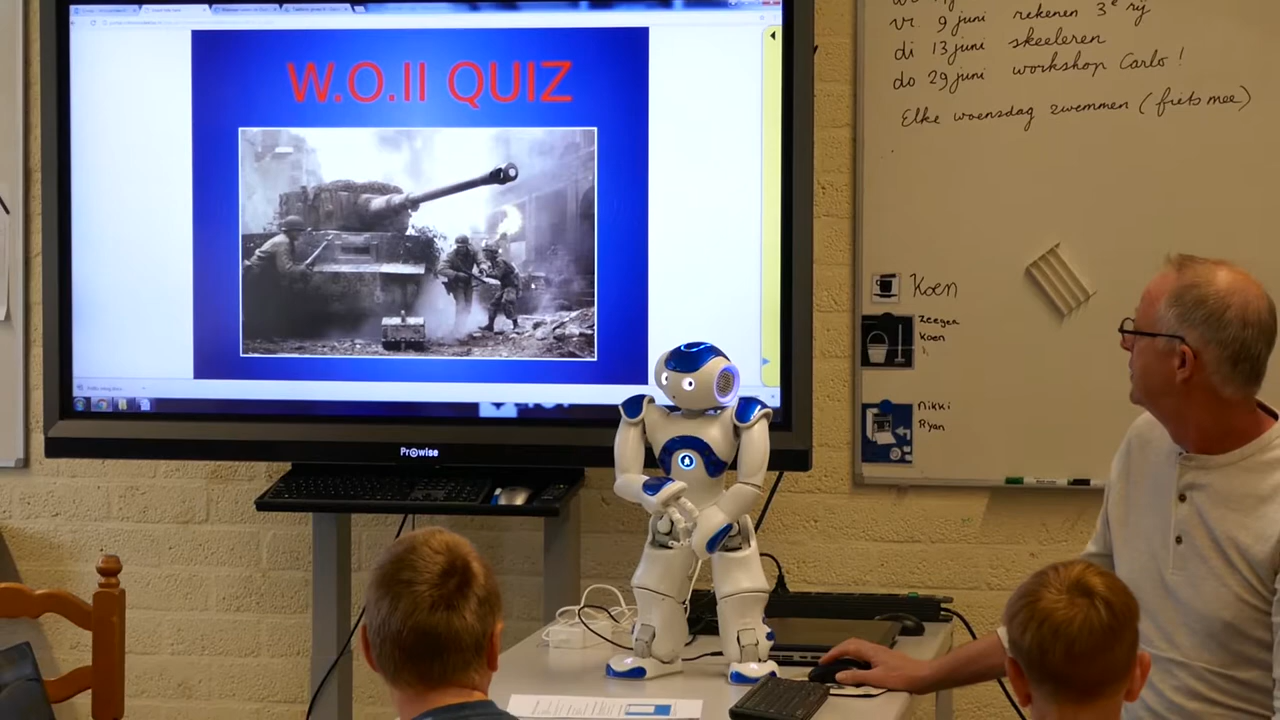 W.O.II QUIZ
Prowise
vr. 9 juni rekenen 3e rij
di 13 juni skeeleren
do 29 juni workshop Carlo!
Elke woensdag zwemmen (fiets mee)
Koen
Zeeger
Koen
Nikki
Ryan